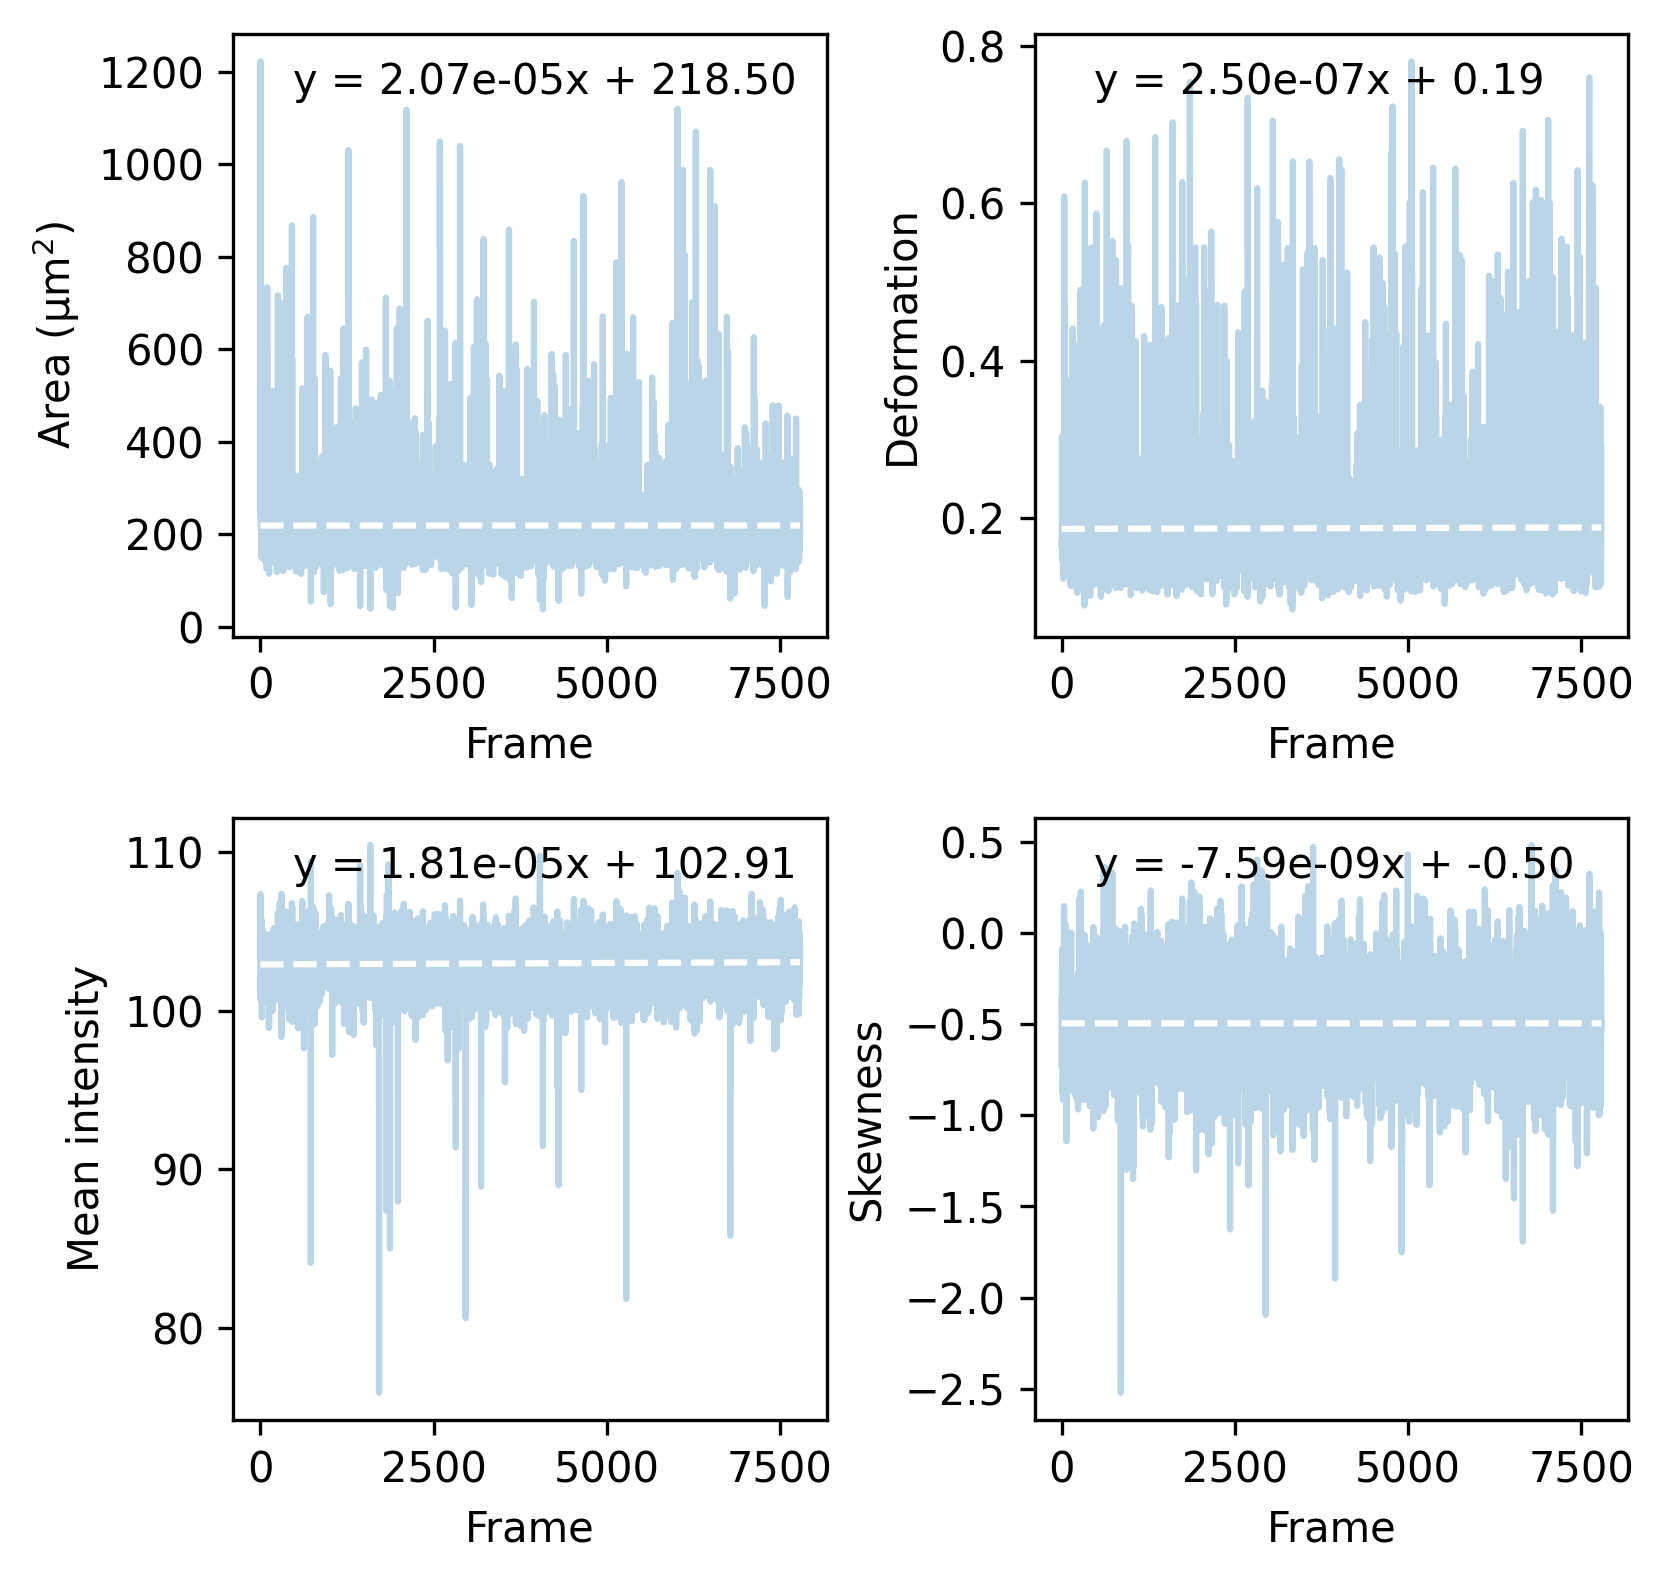 y = 2.07e-05x + 218.50
Area (µm²)
1200
1000
800
600
400
200
0
0 2500 5000 7500
Frame
y = 2.50e-07x + 0.19
Deformation
0.8
0.6
0.4
0.2
0 2500 5000 7500
Frame
y = 1.81e-05x + 102.91
Mean intensity
110
100
90
80
0 2500 5000 7500
Frame
y = -7.59e-09x + -0.50
Skewness
0.5
0.0
−0.5
−1.0
−1.5
−2.0
−2.5
0 2500 5000 7500
Frame